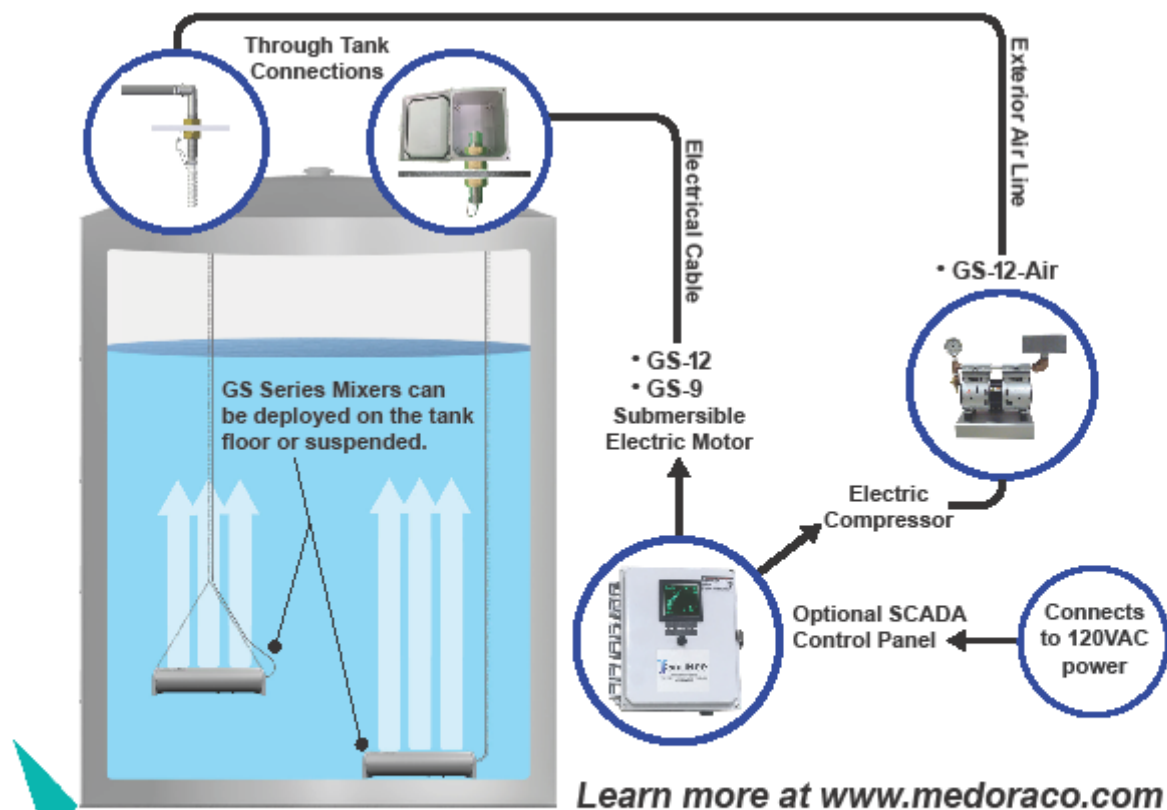 Through Tank
Connections
Electrical Cable
Exterior Air Line
• GS-12-Air
• GS-12
• GS-9
Submersible
Electric Motor
GS Series Mixers can
be deployed on the tank
floor or suspended.
Electric
Compressor
Optional SCADA
Control Panel
Connects
to 120VAC
power
Learn more at www.medoraco.com